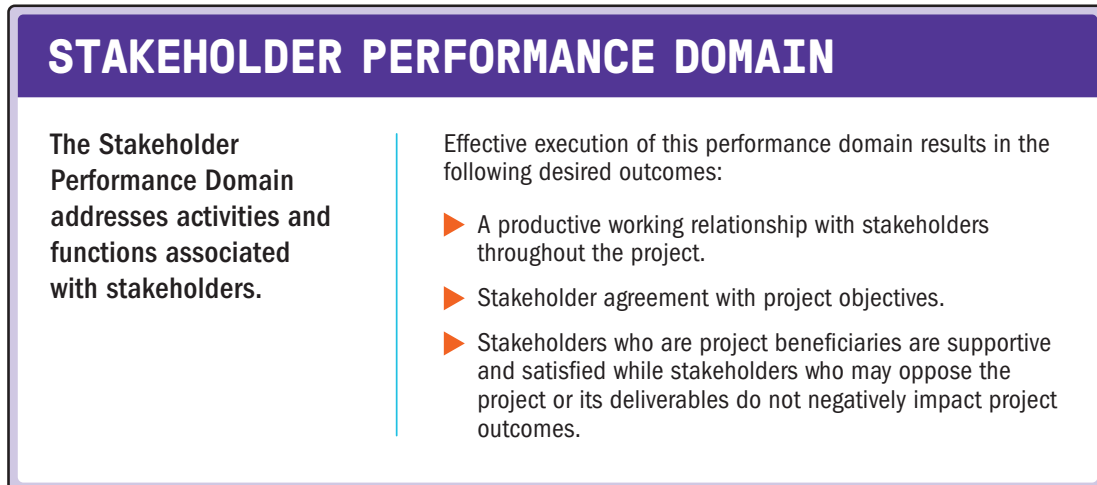 STAKEHOLDER PERFORMANCE DOMAIN
The Stakeholder
Performance Domain
addresses activities and
functions associated
with stakeholders.
Effective execution of this performance domain results in the
following desired outcomes:
A productive working relationship with stakeholders
throughout the project.
Stakeholder agreement with project objectives.
Stakeholders who are project beneficiaries are supportive
and satisfied while stakeholders who may oppose the
project or its deliverables do not negatively impact project
outcomes.